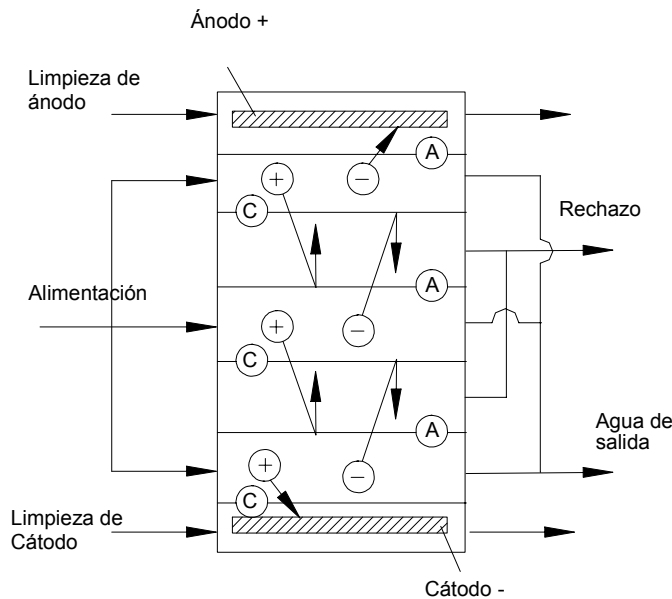 Ánodo +
Limpieza de
ánodo
A
+
−
C
Rechazo
A
Alimentación
+
−
C
Agua de
salida
A
+
−
C
Limpieza de
Cátodo
Cátodo -